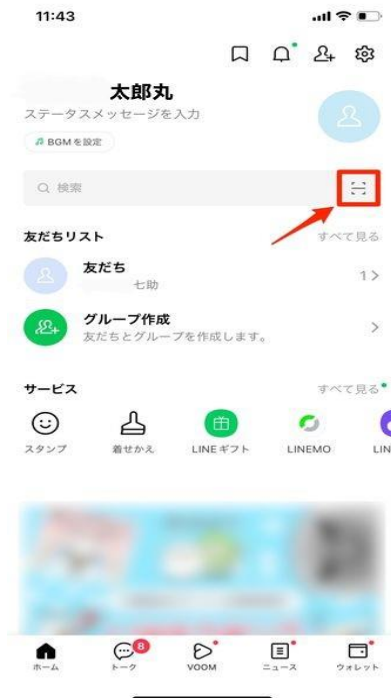 11:43
太郎丸
ステータスメッセージを入力
BGMを設定
検索
友だちリスト
すべて見る
友だち
七助
1
グループ作成
友だちとグループを作成します。
サービス
すべて見る
スタンプ
着せかえ
LINEギフト
LINEMO
LIN
8
ホーム
トーク
VOOM
ニュース
ウォレット